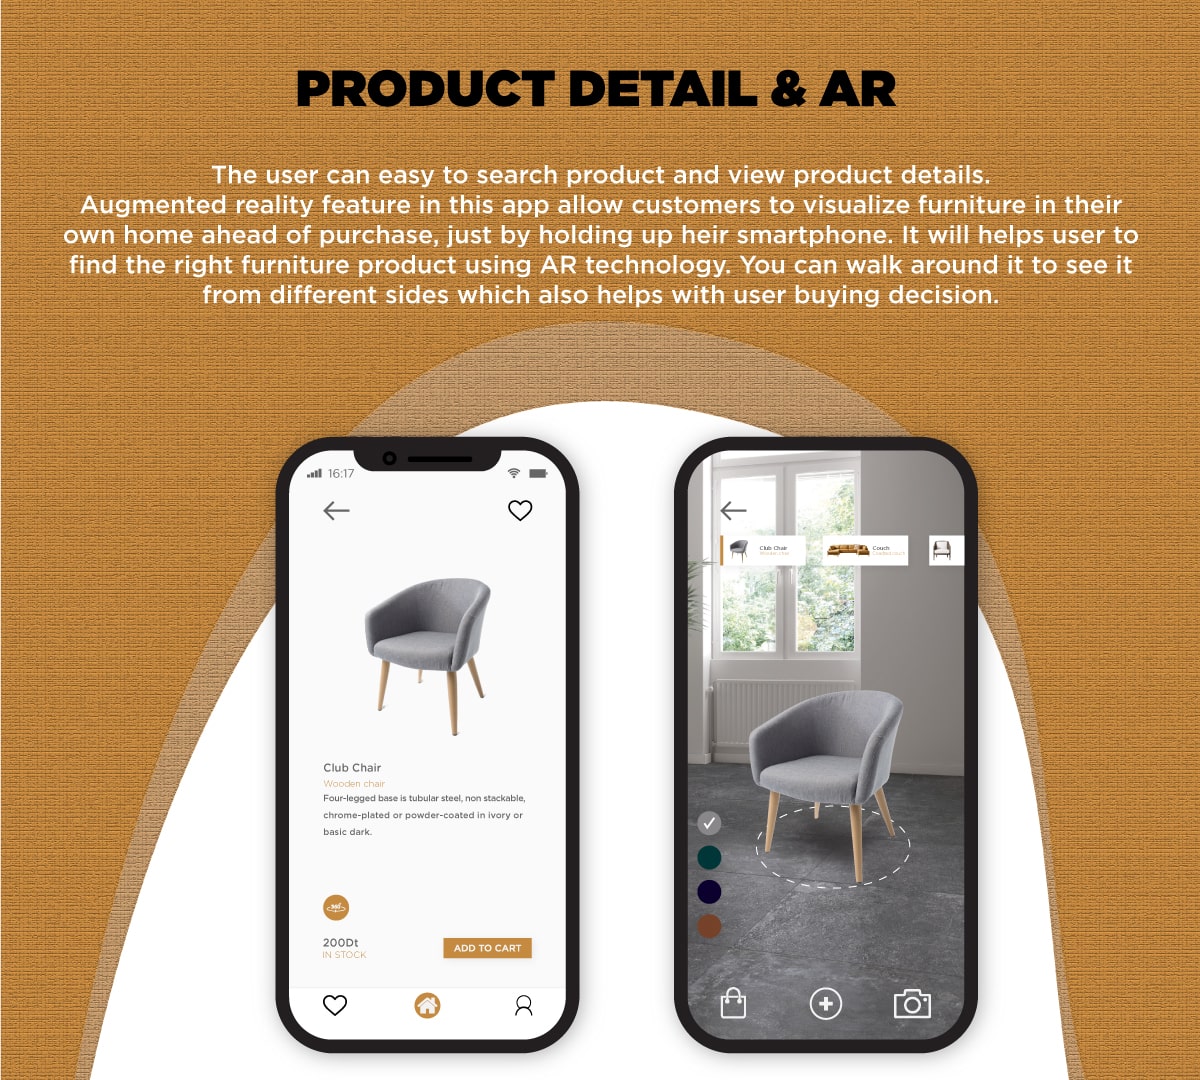 PRODUCT DETAIL & AR
The user can easy to search product and view product details.
Augmented reality feature in this app allow customers to visualize furniture in their
own home ahead of purchase, just by holding up heir smartphone. It will helps user to
find the right furniture product using AR technology. You can walk around it to see it
from different sides which also helps with user buying decision.
16:17
Club Chair
Wooden chair
Four-legged base is tubular steel, non stackable,
chrome-plated or powder-coated in ivory or
basic dark.
360
200Dt
IN STOCK
ADD TO CART
Club Chair
Wooden chair
Couch